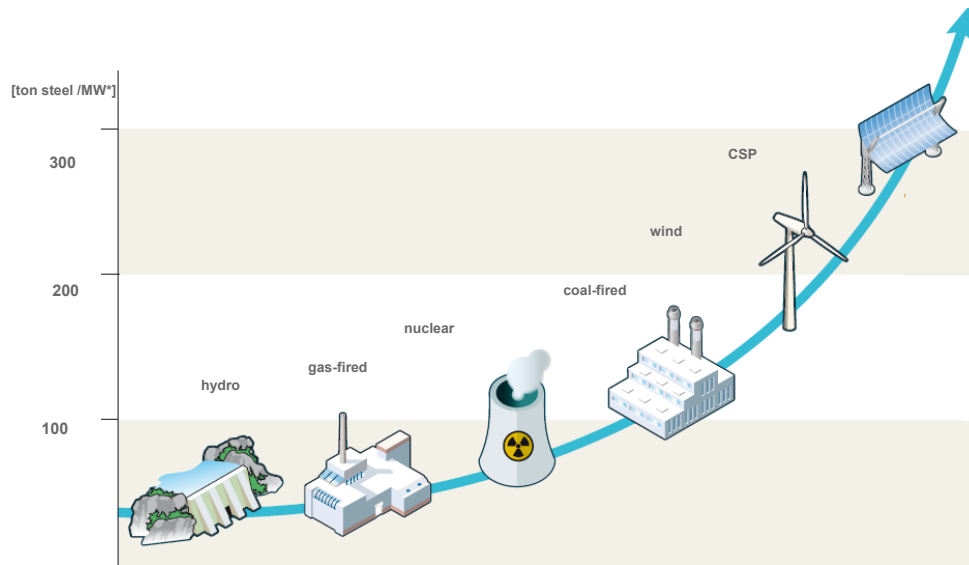 [ton steel /MW*]
300
CSP
wind
200
coal-fired
nuclear
gas-fired
hydro
100